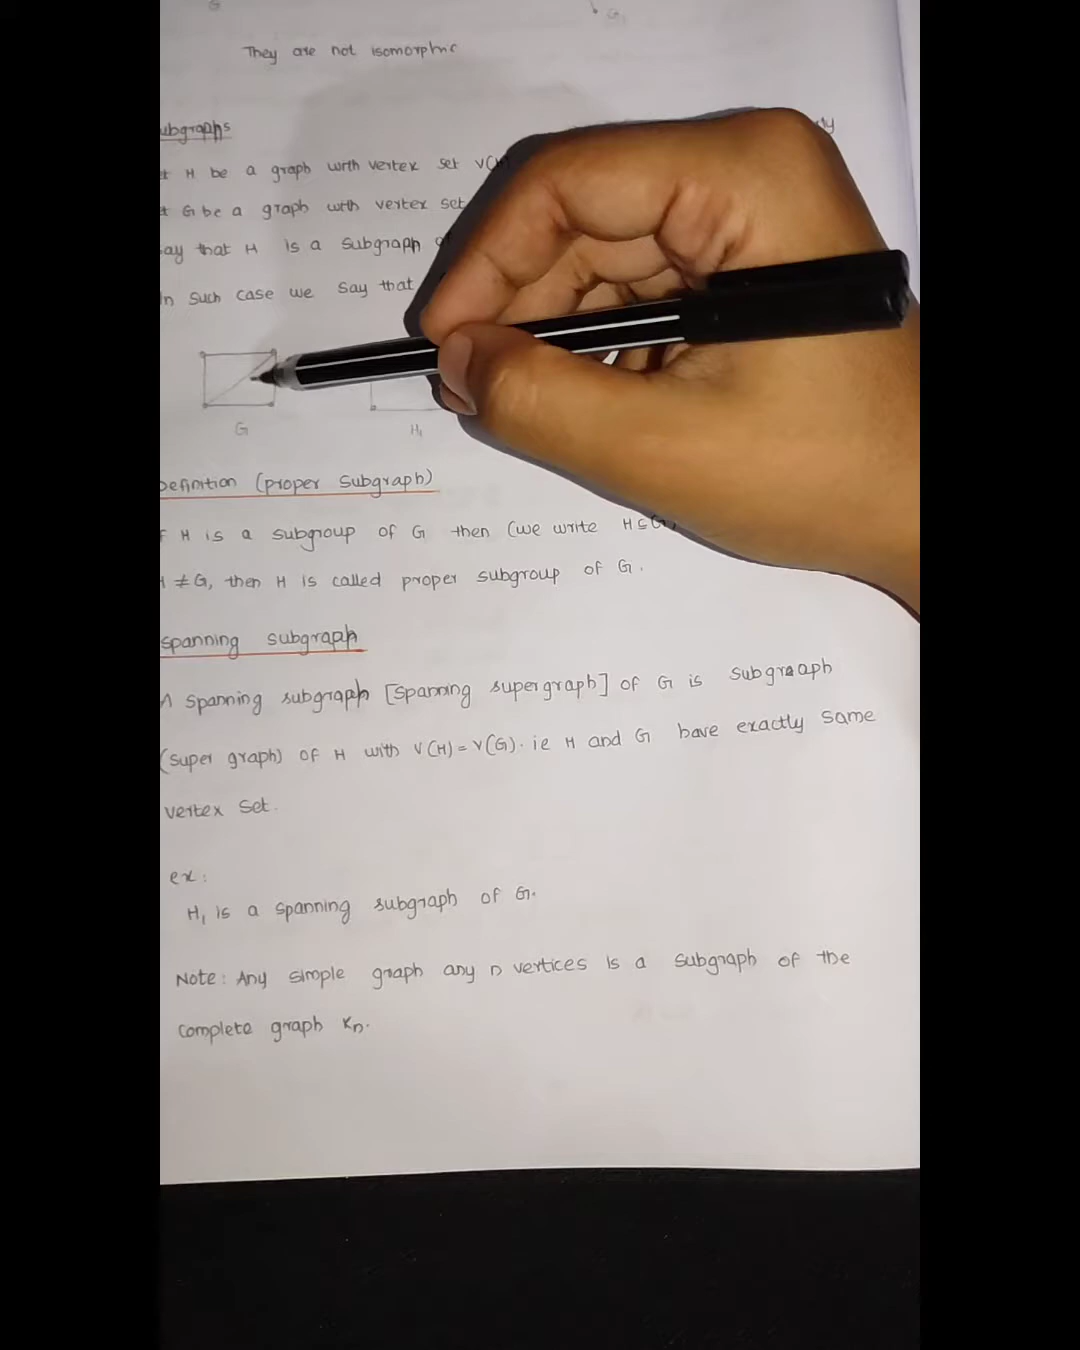 G G1
They are not isomorphic
ubgraphs
t H be a graph with vertex set V(
t G be a graph with vertex set
ay that H is a subgraph
n such case we say that
G H1
Definition (proper subgraph)
F H is a subgroup of G then (we write H⊆G,
H ≠ G, then H is called proper subgroup of G.
spanning subgraph
A spanning subgraph [spanning supergraph] of G is subgraaph
(super graph) of H with V(H) = V(G). ie H and G have exactly same
vertex set.
ex:
H1 is a spanning subgraph of G.
Note: Any simple graph any n vertices is a subgraph of the
complete graph Kn.